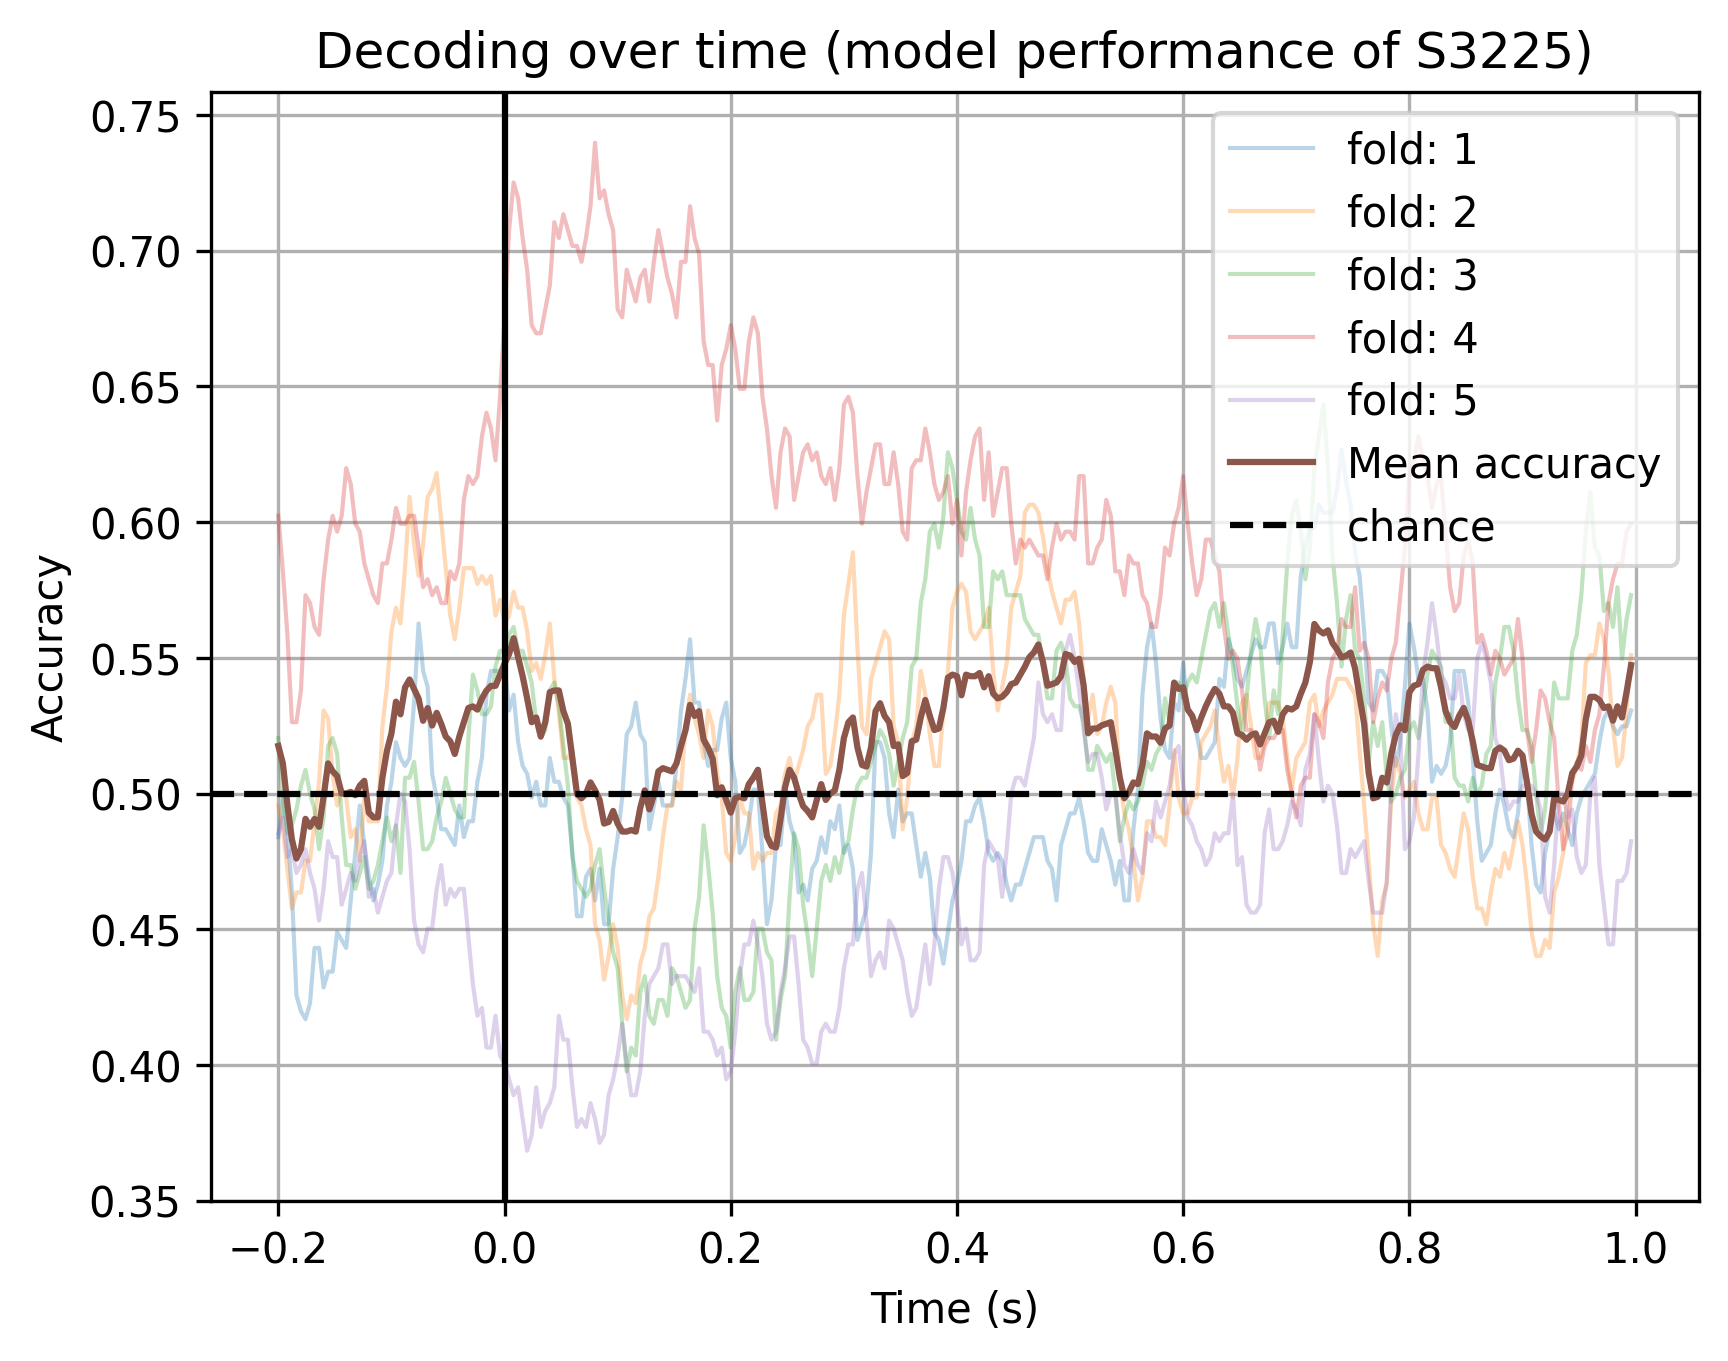 Decoding over time (model performance of S3225)
Accuracy
0.75
0.70
0.65
0.60
0.55
0.50
0.45
0.40
0.35
fold: 1
fold: 2
fold: 3
fold: 4
fold: 5
Mean accuracy
chance
−0.2 0.0 0.2 0.4 0.6 0.8 1.0
Time (s)